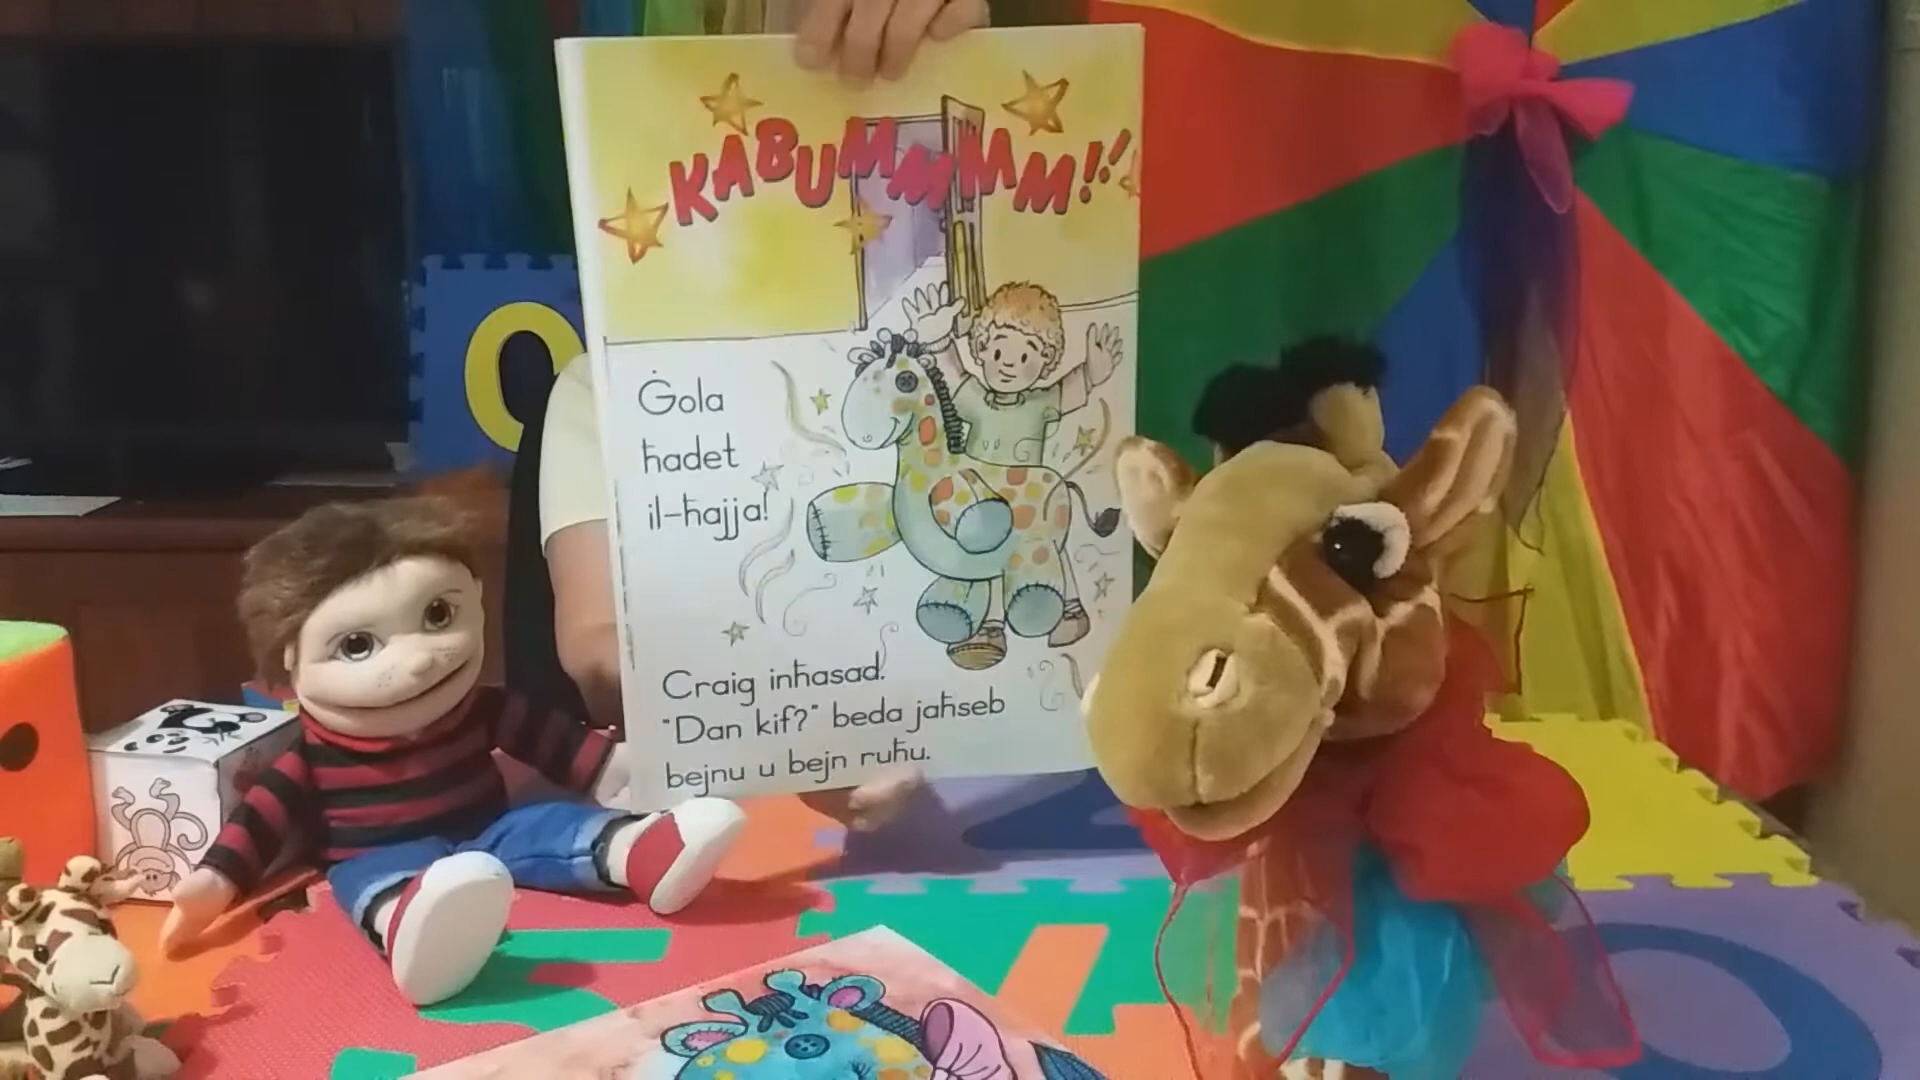 KABUMMMM!!
Ġola
ħadet
il-ħajja!
Craig inħasad.
"Dan kif?" beda jaħseb
bejnu u bejn ruħu.